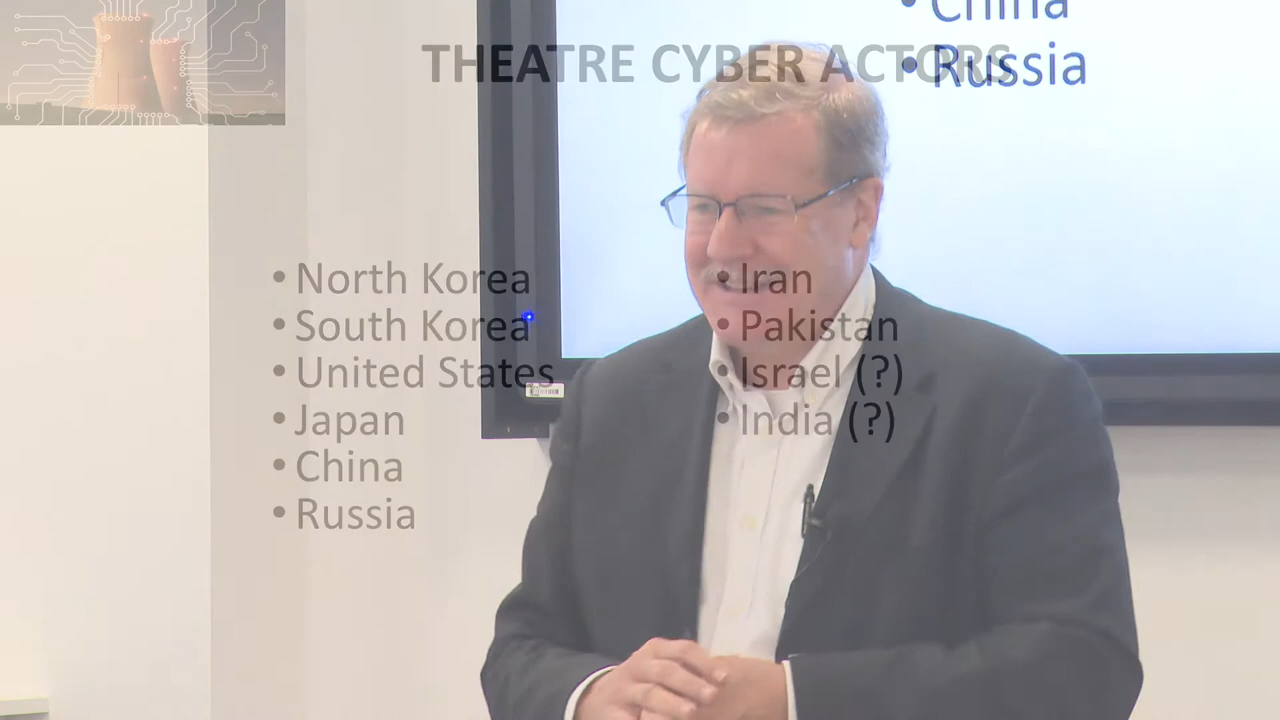 THEATRE CYBER ACTORS
• China
• Russia
• North Korea
• South Korea
• United States
• Japan
• China
• Russia
• Iran
• Pakistan
• Israel (?)
• India (?)